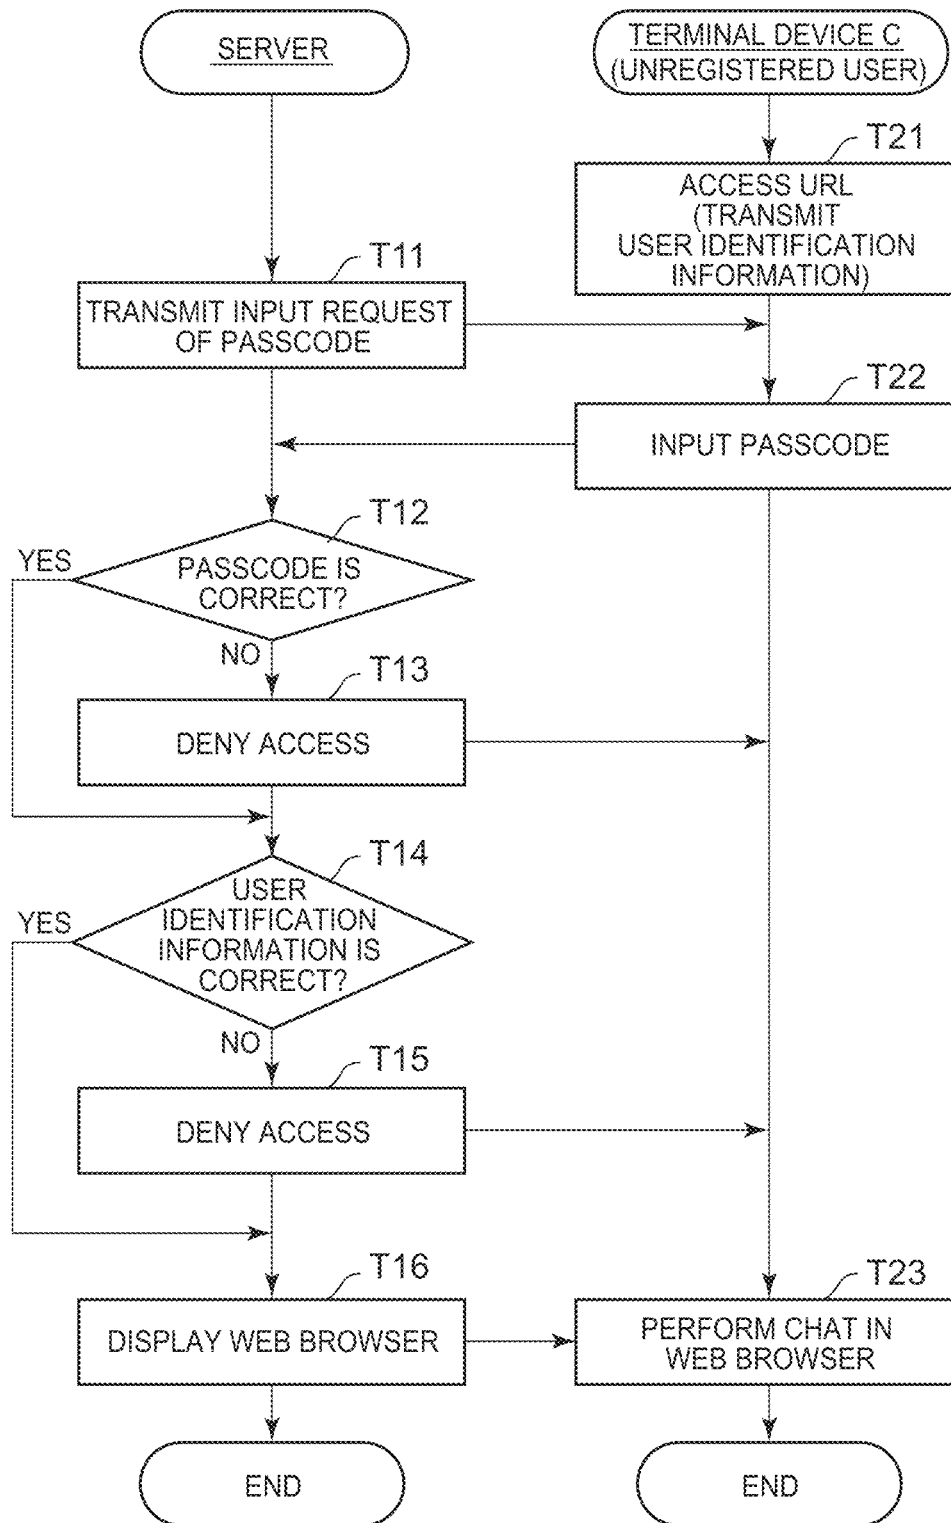 SERVER
TERMINAL DEVICE C
(UNREGISTERED USER)
T21
ACCESS URL
(TRANSMIT
USER IDENTIFICATION
INFORMATION)
T11
TRANSMIT INPUT REQUEST
OF PASSCODE
T22
INPUT PASSCODE
T12
YES
PASSCODE IS
CORRECT?
NO
T13
DENY ACCESS
T14
YES
USER
IDENTIFICATION
INFORMATION IS
CORRECT?
NO
T15
DENY ACCESS
T16
DISPLAY WEB BROWSER
T23
PERFORM CHAT IN
WEB BROWSER
END
END